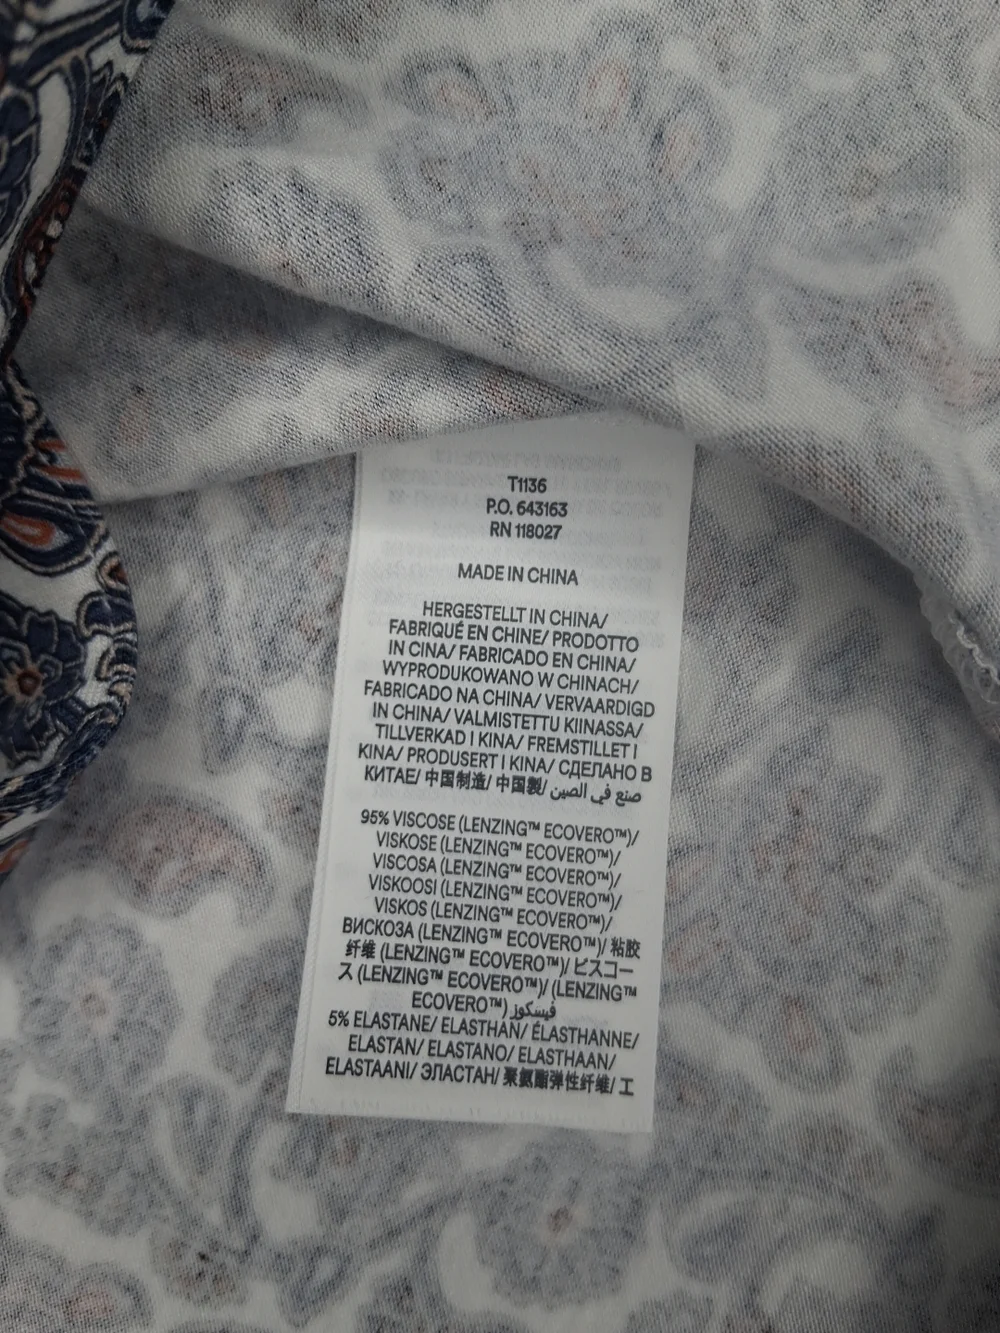 T1136
P.O. 643163
RN 118027
MADE IN CHINA
HERGESTELLT IN CHINA/
FABRIQUÉ EN CHINE/ PRODOTTO
IN CINA/ FABRICADO EN CHINA/
WYPRODUKOWANO W CHINACH/
FABRICADO NA CHINA/ VERVAARDIGD
IN CHINA/ VALMISTETTU KIINASSA/
TILLVERKAD I KINA/ FREMSTILLET I
KINA/ PRODUSERT I KINA/ СДЕЛАНО В
КИТАЕ/ 中国制造/ 中国製/ صنع في الصين
95% VISCOSE (LENZING™ ECOVERO™)/
VISKOSE (LENZING™ ECOVERO™)/
VISCOSA (LENZING™ ECOVERO™)/
VISKOOSI (LENZING™ ECOVERO™)/
VISKOS (LENZING™ ECOVERO™)/
ВИСКОЗА (LENZING™ ECOVERO™)/ 粘胶
纤维 (LENZING™ ECOVERO™)/ ビスコー
ス (LENZING™ ECOVERO™)/ (LENZING™
ECOVERO™) فيسكوز
5% ELASTANE/ ELASTHAN/ ÉLASTHANNE/
ELASTAN/ ELASTANO/ ELASTHAAN/
ELASTAANI/ ЭЛАСТАН/ 聚氨酯弹性纤维/ エ